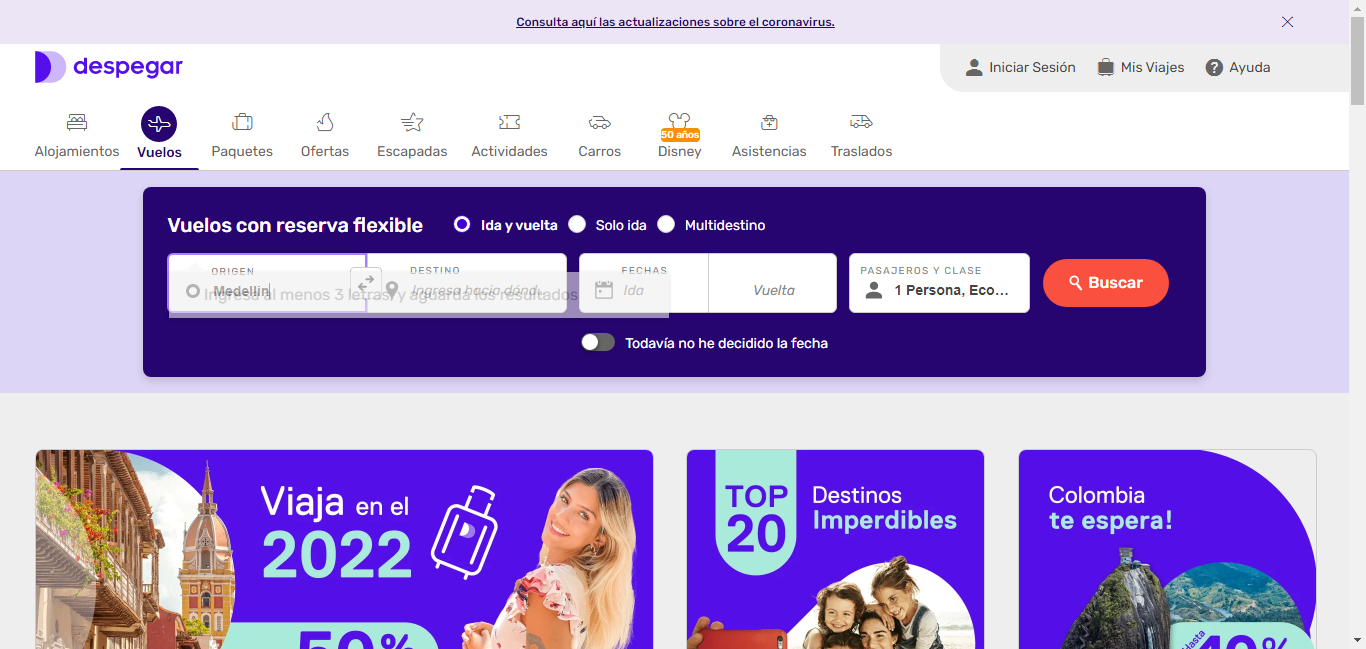 Consulta aquí las actualizaciones sobre el coronavirus.
despegar
Iniciar Sesión
Mis Viajes
Ayuda
Alojamientos
Vuelos
Paquetes
Ofertas
Escapadas
Actividades
Carros
50 años
Disney
Asistencias
Traslados
Vuelos con reserva flexible
Ida y vuelta
Solo ida
Multidestino
ORIGEN
Medellin
DESTINO
Ingresa hacia dónd...
Ingresa al menos 3 letras y aguarda los resultados
FECHAS
Ida
Vuelta
PASAJEROS Y CLASE
1 Persona, Eco...
Buscar
Todavía no he decidido la fecha
Viaja en el
2022
50%
TOP
20
Destinos
Imperdibles
Colombia
te espera!
Hasta
40%